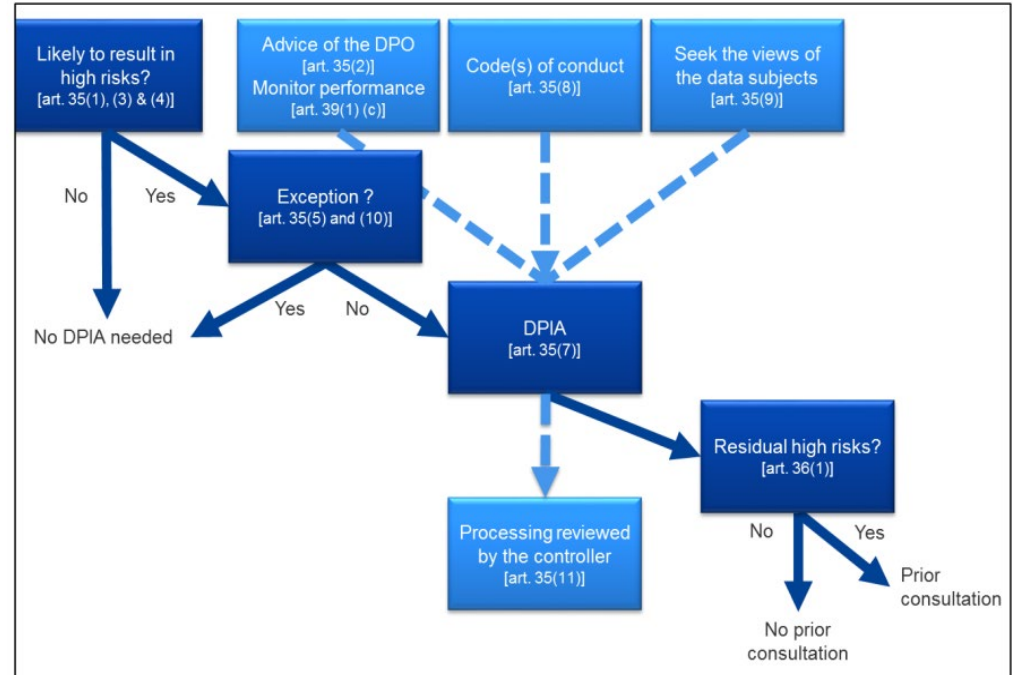 Likely to result in
high risks?
[art. 35(1), (3) & (4)]
Advice of the DPO
[art. 35(2)]
Monitor performance
[art. 39(1) (c)]
Code(s) of conduct
[art. 35(8)]
Seek the views of
the data subjects
[art. 35(9)]
No
Yes
Exception ?
[art. 35(5) and (10)]
Yes
No
No DPIA needed
DPIA
[art. 35(7)]
Residual high risks?
[art. 36(1)]
Processing reviewed
by the controller
[art. 35(11)]
No
Yes
Prior
consultation
No prior
consultation